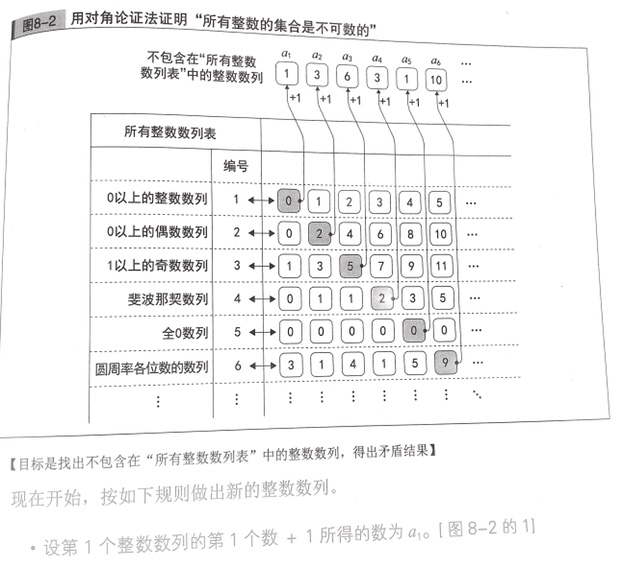 图8-2 用对角论证法证明“所有整数的集合是不可数的”
a₁ a₂ a₃ a₄ a₅ a₆ …
不包含在“所有整数
数列表”中的整数数列
1 3 6 3 1 10 …
+1 +1 +1 +1 +1 +1
所有整数数列表
编号
0以上的整数数列 1 0 1 2 3 4 5 …
0以上的偶数数列 2 0 2 4 6 8 10 …
1以上的奇数数列 3 1 3 5 7 9 11 …
斐波那契数列 4 0 1 1 2 3 5 …
全0数列 5 0 0 0 0 0 0 …
圆周率各位数的数列 6 3 1 4 1 5 9 …
⋮ ⋮ ⋮ ⋮ ⋮ ⋮ ⋮ ⋮ ⋱
【目标是找出不包含在“所有整数数列表”中的整数数列，得出矛盾结果】
现在开始，按如下规则做出新的整数数列。
• 设第 1 个整数数列的第 1 个数 + 1 所得的数为 a₁。[ 图8-2 的 1]